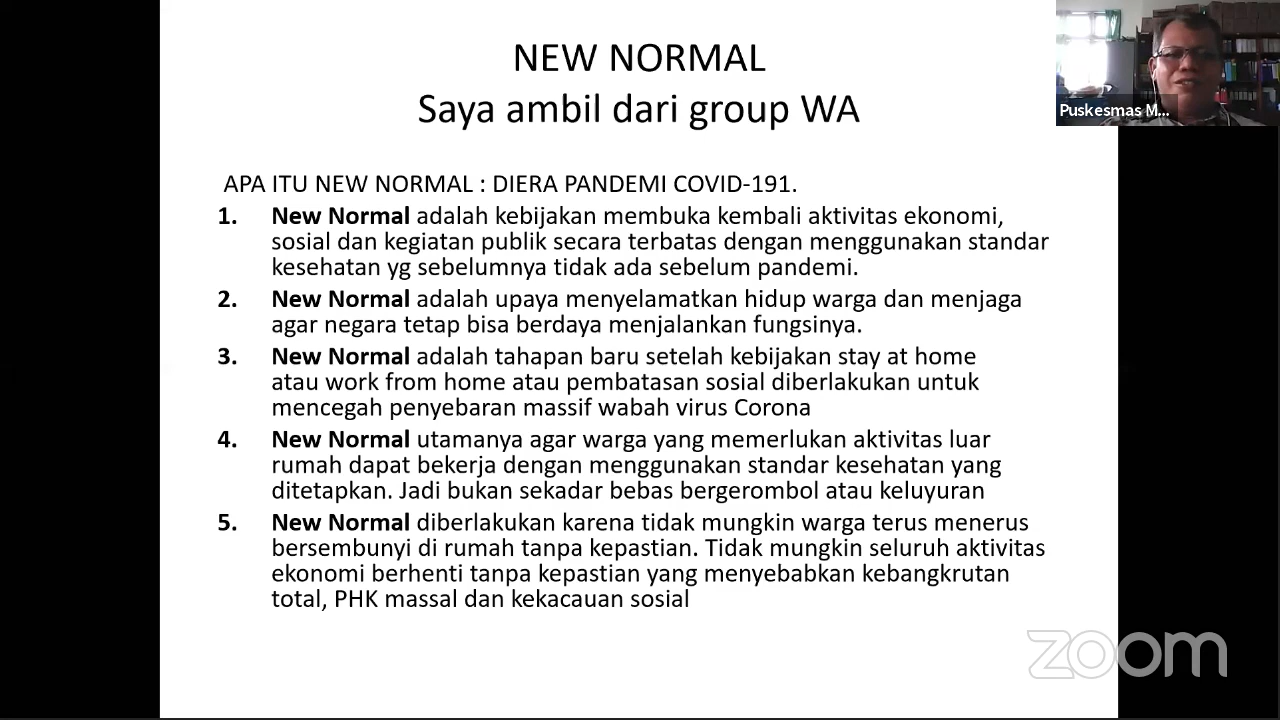 NEW NORMAL
Saya ambil dari group WA
Puskesmas M...
APA ITU NEW NORMAL : DIERA PANDEMI COVID-191.
1. New Normal adalah kebijakan membuka kembali aktivitas ekonomi,
sosial dan kegiatan publik secara terbatas dengan menggunakan standar
kesehatan yg sebelumnya tidak ada sebelum pandemi.
2. New Normal adalah upaya menyelamatkan hidup warga dan menjaga
agar negara tetap bisa berdaya menjalankan fungsinya.
3. New Normal adalah tahapan baru setelah kebijakan stay at home
atau work from home atau pembatasan sosial diberlakukan untuk
mencegah penyebaran massif wabah virus Corona
4. New Normal utamanya agar warga yang memerlukan aktivitas luar
rumah dapat bekerja dengan menggunakan standar kesehatan yang
ditetapkan. Jadi bukan sekadar bebas bergerombol atau keluyuran
5. New Normal diberlakukan karena tidak mungkin warga terus menerus
bersembunyi di rumah tanpa kepastian. Tidak mungkin seluruh aktivitas
ekonomi berhenti tanpa kepastian yang menyebabkan kebangkrutan
total, PHK massal dan kekacauan sosial
zoom